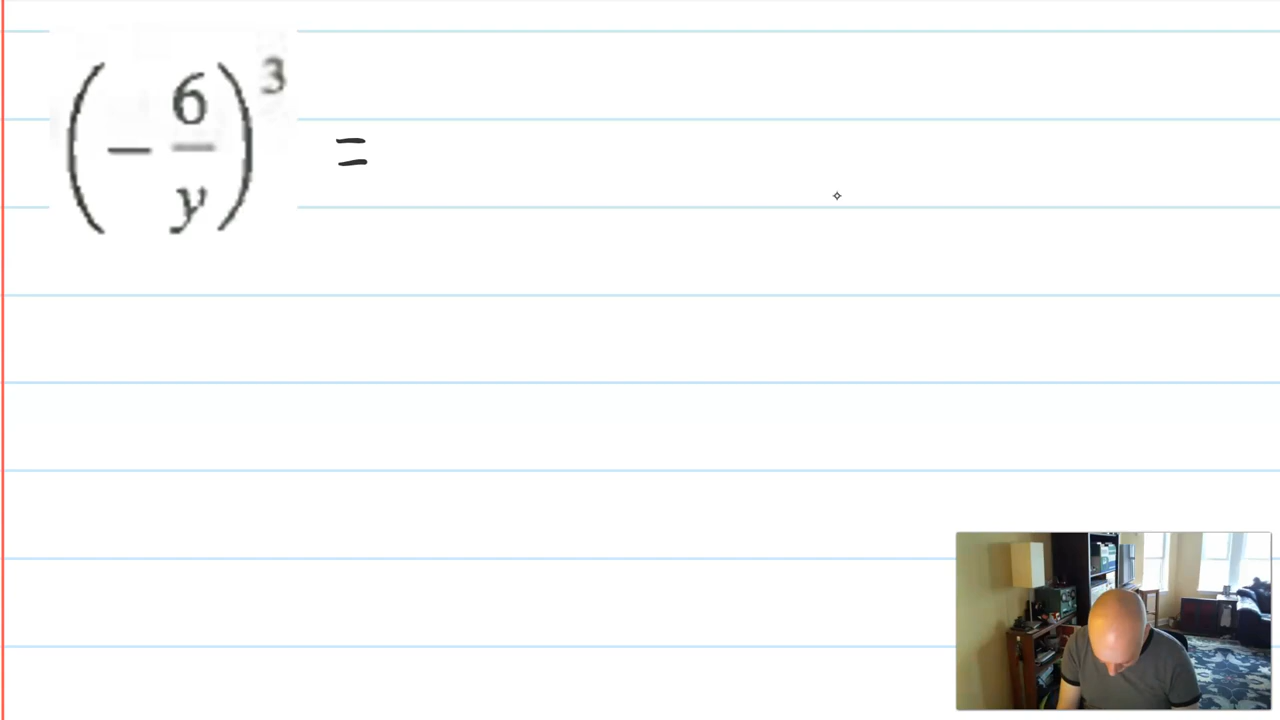 (− 6/y)³ =